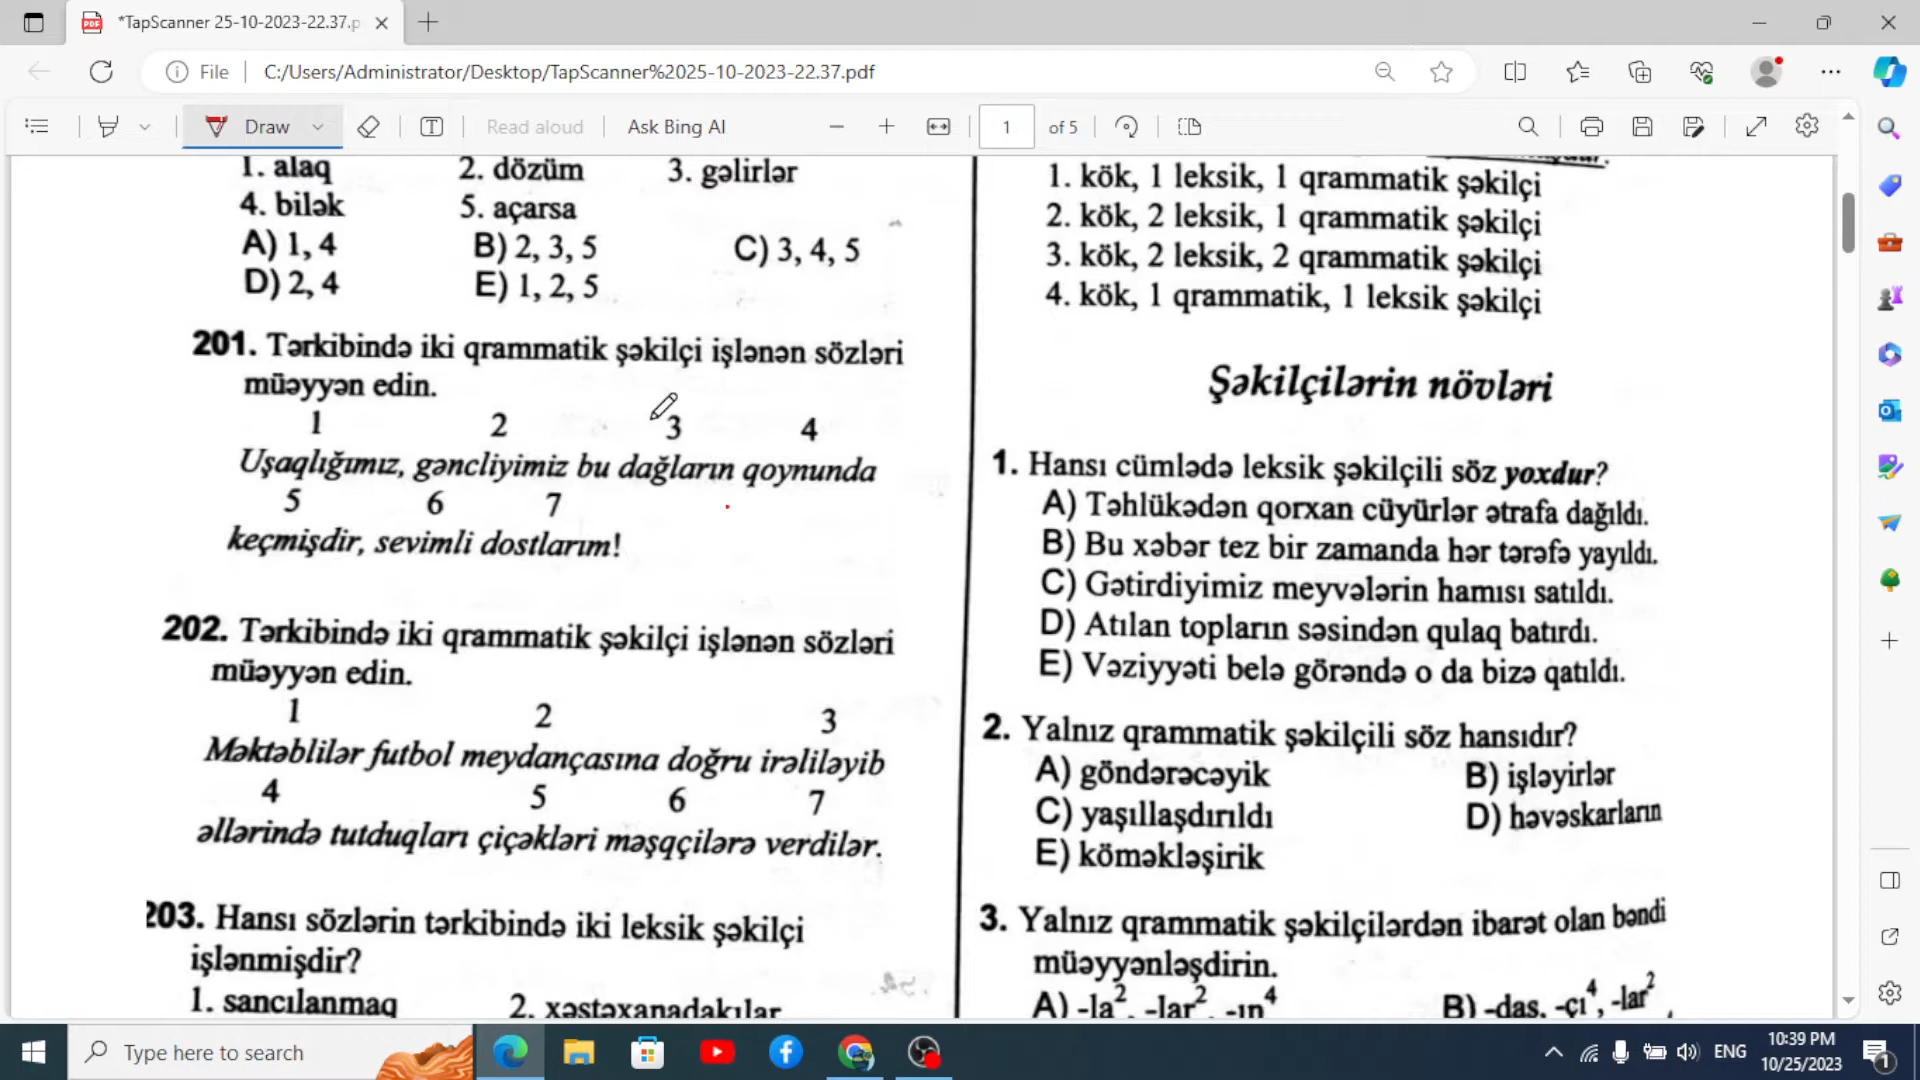 *TapScanner 25-10-2023-22.37.p
File
C:/Users/Administrator/Desktop/TapScanner%2025-10-2023-22.37.pdf
Draw
Read aloud
Ask Bing AI
1
of 5
1. alaq 2. dözüm 3. gəlirlər
4. bilək 5. açarsa
A) 1, 4 B) 2, 3, 5 C) 3, 4, 5
D) 2, 4 E) 1, 2, 5
201. Tərkibində iki qrammatik şəkilçi işlənən sözləri
müəyyən edin.
1 2 3 4
Uşaqlığımız, gəncliyimiz bu dağların qoynunda
5 6 7
keçmişdir, sevimli dostlarım!
202. Tərkibində iki qrammatik şəkilçi işlənən sözləri
müəyyən edin.
1 2 3
Məktəblilər futbol meydançasına doğru irəliləyib
4 5 6 7
əllərində tutduqları çiçəkləri məşqçilərə verdilər.
203. Hansı sözlərin tərkibində iki leksik şəkilçi
işlənmişdir?
1. sancılanmaq 2. xəstəxanadakılar
1. kök, 1 leksik, 1 qrammatik şəkilçi
2. kök, 2 leksik, 1 qrammatik şəkilçi
3. kök, 2 leksik, 2 qrammatik şəkilçi
4. kök, 1 qrammatik, 1 leksik şəkilçi
Şəkilçilərin növləri
1. Hansı cümlədə leksik şəkilçili söz yoxdur?
A) Təhlükədən qorxan cüyürlər ətrafa dağıldı.
B) Bu xəbər tez bir zamanda hər tərəfə yayıldı.
C) Gətirdiyimiz meyvələrin hamısı satıldı.
D) Atılan topların səsindən qulaq batırdı.
E) Vəziyyəti belə görəndə o da bizə qatıldı.
2. Yalnız qrammatik şəkilçili söz hansıdır?
A) göndərəcəyik B) işləyirlər
C) yaşıllaşdırıldı D) həvəskarların
E) köməkləşirik
3. Yalnız qrammatik şəkilçilərdən ibarət olan bəndi
müəyyənləşdirin.
A) -la², -lar², -ın⁴ B) -daş, -çı⁴, -lar²,
Type here to search
ENG
10:39 PM
10/25/2023
1